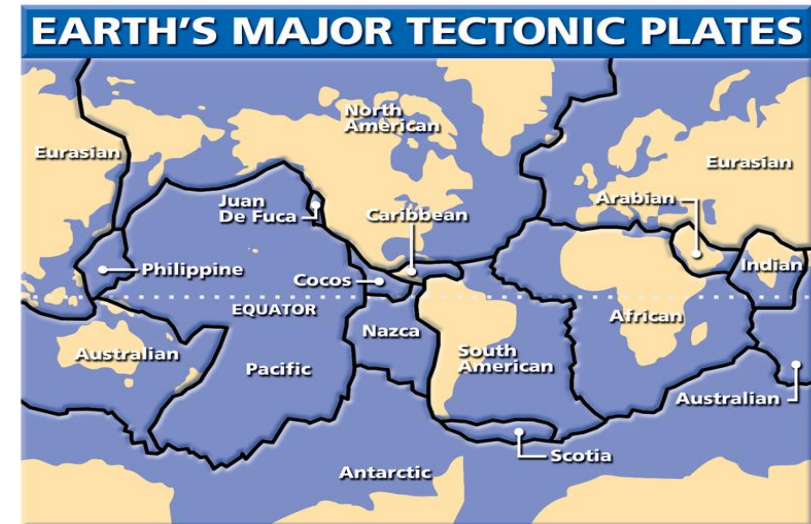 EARTH'S MAJOR TECTONIC PLATES
North
American
Eurasian
Eurasian
Juan
De Fuca
Caribbean
Arabian
Philippine
Cocos
Indian
EQUATOR
African
Nazca
Australian
South
American
Pacific
Australian
Scotia
Antarctic